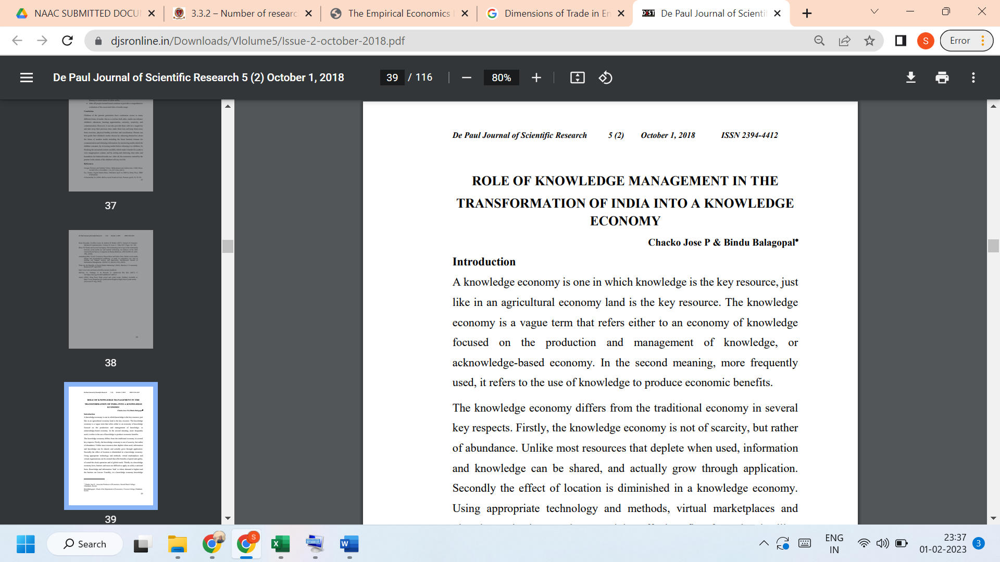 NAAC SUBMITTED DOCU
3.3.2 – Number of researc
The Empirical Economics
Dimensions of Trade in En
De Paul Journal of Scientif
djsronline.in/Downloads/Vlolume5/Issue-2-october-2018.pdf
S
Error
De Paul Journal of Scientific Research 5 (2) October 1, 2018
39 / 116
80%
37
38
39
De Paul Journal of Scientific Research 5 (2) October 1, 2018 ISSN 2394-4412
ROLE OF KNOWLEDGE MANAGEMENT IN THE
TRANSFORMATION OF INDIA INTO A KNOWLEDGE
ECONOMY
Chacko Jose P & Bindu Balagopal*
Introduction
A knowledge economy is one in which knowledge is the key resource, just
like in an agricultural economy land is the key resource. The knowledge
economy is a vague term that refers either to an economy of knowledge
focused on the production and management of knowledge, or
acknowledge-based economy. In the second meaning, more frequently
used, it refers to the use of knowledge to produce economic benefits.
The knowledge economy differs from the traditional economy in several
key respects. Firstly, the knowledge economy is not of scarcity, but rather
of abundance. Unlike most resources that deplete when used, information
and knowledge can be shared, and actually grow through application.
Secondly the effect of location is diminished in a knowledge economy.
Using appropriate technology and methods, virtual marketplaces and
Search
ENG
IN
23:37
01-02-2023
3